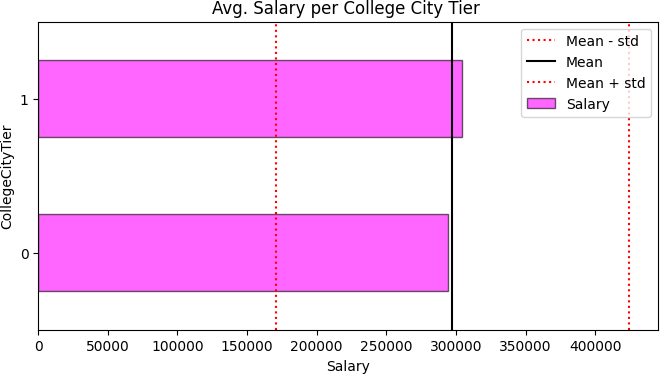 Avg. Salary per College City Tier
Mean - std
Mean
Mean + std
Salary
CollegeCityTier
1
0
0
50000
100000
150000
200000
250000
300000
350000
400000
Salary